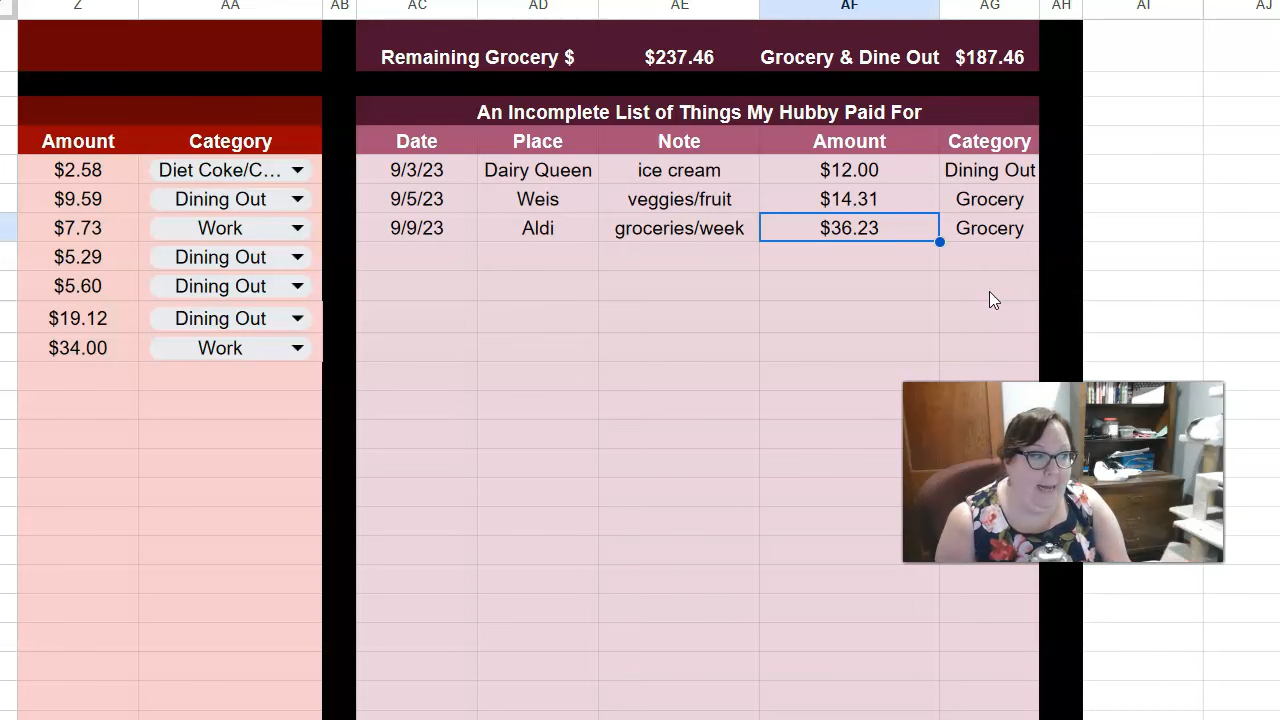 Z AA AB AC AD AE AF AG AH AI AJ
Remaining Grocery $ $237.46 Grocery & Dine Out $187.46
An Incomplete List of Things My Hubby Paid For
Amount Category Date Place Note Amount Category
$2.58 Diet Coke/C... 9/3/23 Dairy Queen ice cream $12.00 Dining Out
$9.59 Dining Out 9/5/23 Weis veggies/fruit $14.31 Grocery
$7.73 Work 9/9/23 Aldi groceries/week $36.23 Grocery
$5.29 Dining Out
$5.60 Dining Out
$19.12 Dining Out
$34.00 Work